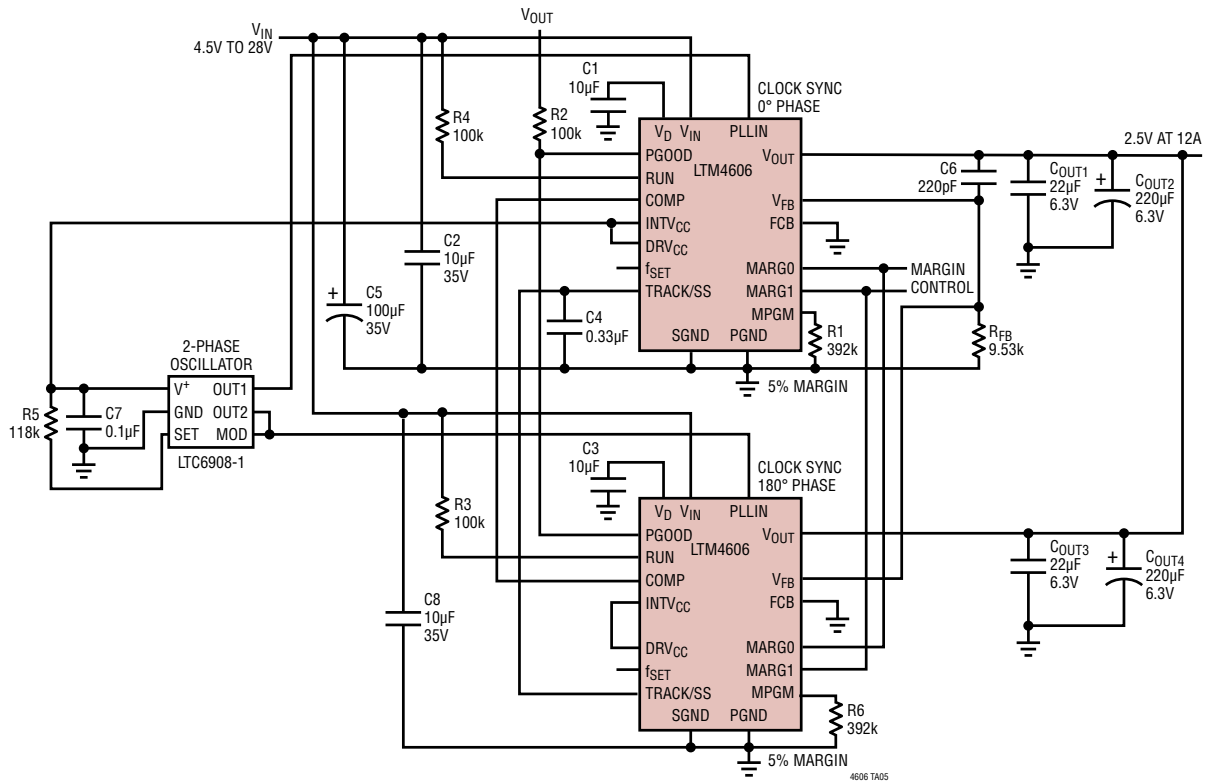 VIN
4.5V TO 28V
VOUT
C1
10µF
CLOCK SYNC
0° PHASE
R4
100k
R2
100k
VD VIN PLLIN
PGOOD
LTM4606
RUN
COMP
INTVCC
DRVCC
fSET
TRACK/SS
SGND PGND
VOUT
VFB
FCB
MARG0
MARG1
MPGM
C6
220pF
COUT1
22µF
6.3V
+
COUT2
220µF
6.3V
2.5V AT 12A
MARGIN
CONTROL
C2
10µF
35V
+
C5
100µF
35V
C4
0.33µF
R1
392k
RFB
9.53k
5% MARGIN
2-PHASE
OSCILLATOR
V+ OUT1
GND OUT2
SET MOD
LTC6908-1
R5
118k
C7
0.1µF
C3
10µF
CLOCK SYNC
180° PHASE
R3
100k
C8
10µF
35V
VD VIN PLLIN
PGOOD
LTM4606
RUN
COMP
INTVCC
DRVCC
fSET
TRACK/SS
SGND PGND
VOUT
VFB
FCB
MARG0
MARG1
MPGM
COUT3
22µF
6.3V
+
COUT4
220µF
6.3V
R6
392k
5% MARGIN
4606 TA05